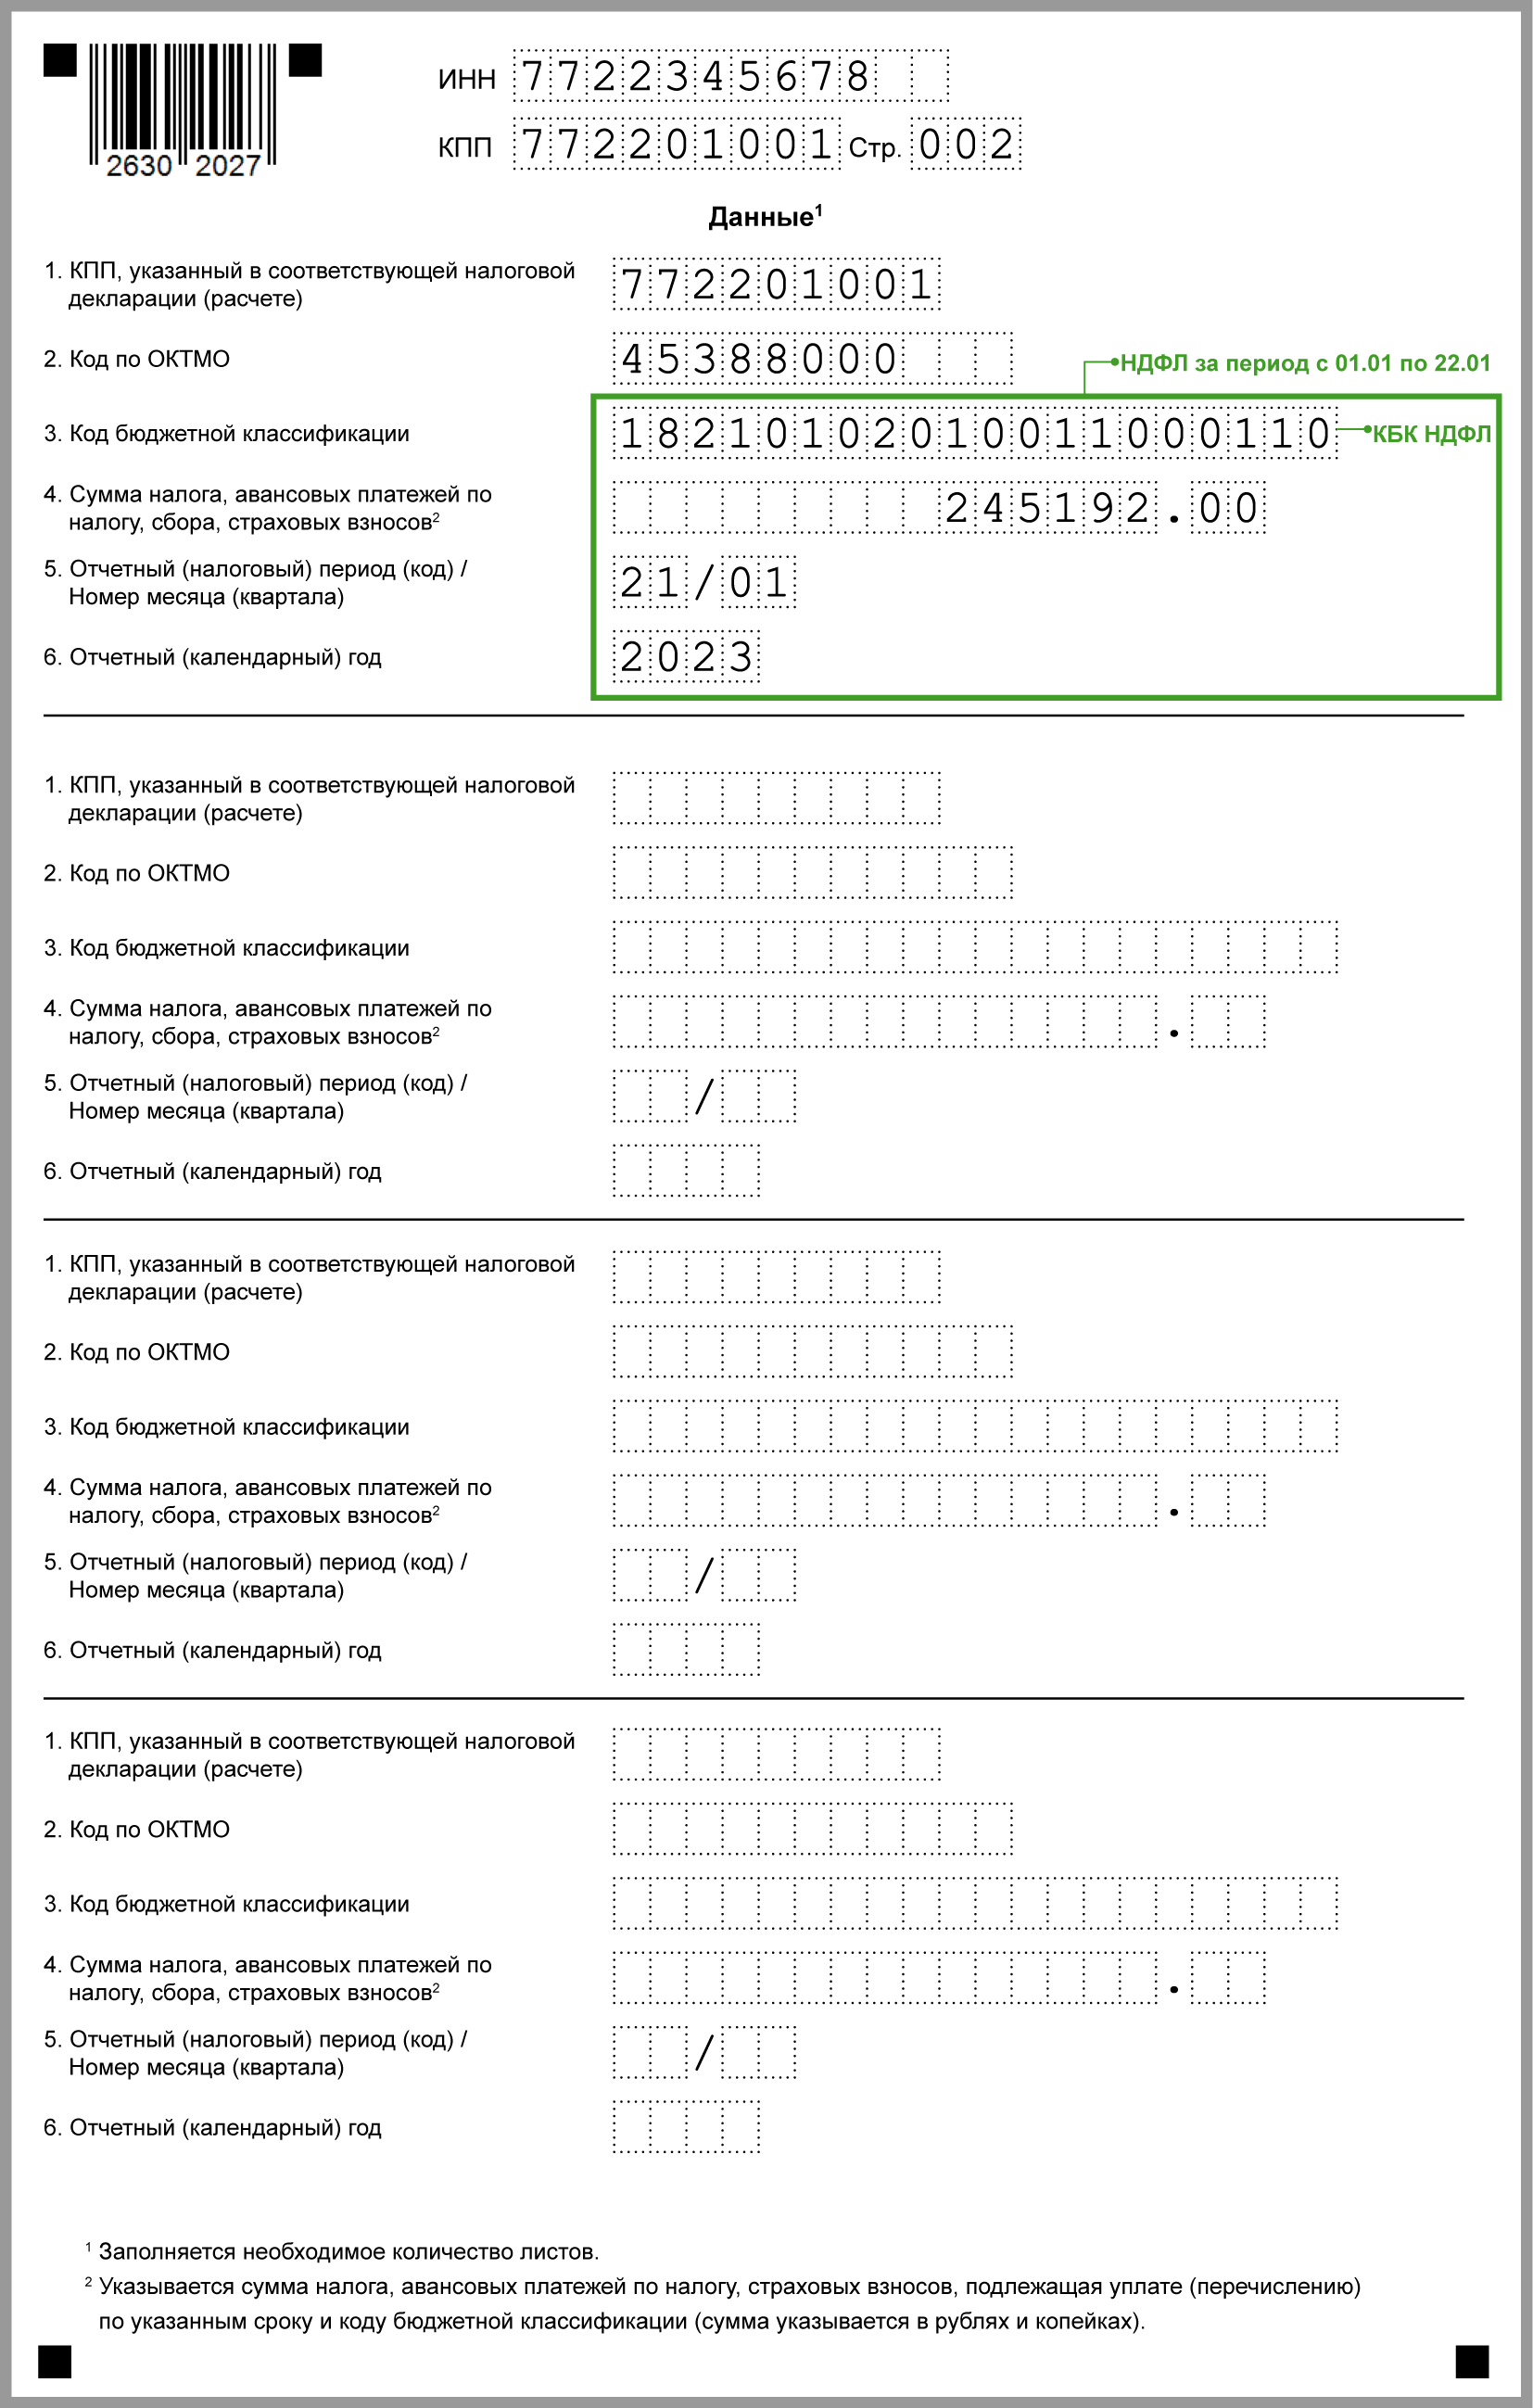 ИНН 7722345678
КПП 772201001 Стр. 002
2630 2027
Данные¹
1. КПП, указанный в соответствующей налоговой
декларации (расчете)
772201001
2. Код по ОКТМО
45388000
НДФЛ за период с 01.01 по 22.01
3. Код бюджетной классификации
18210102010011000110
КБК НДФЛ
4. Сумма налога, авансовых платежей по
налогу, сбора, страховых взносов²
245192.00
5. Отчетный (налоговый) период (код) /
Номер месяца (квартала)
21/01
6. Отчетный (календарный) год
2023
1. КПП, указанный в соответствующей налоговой
декларации (расчете)
2. Код по ОКТМО
3. Код бюджетной классификации
4. Сумма налога, авансовых платежей по
налогу, сбора, страховых взносов²
.
5. Отчетный (налоговый) период (код) /
Номер месяца (квартала)
/
6. Отчетный (календарный) год
1. КПП, указанный в соответствующей налоговой
декларации (расчете)
2. Код по ОКТМО
3. Код бюджетной классификации
4. Сумма налога, авансовых платежей по
налогу, сбора, страховых взносов²
.
5. Отчетный (налоговый) период (код) /
Номер месяца (квартала)
/
6. Отчетный (календарный) год
1. КПП, указанный в соответствующей налоговой
декларации (расчете)
2. Код по ОКТМО
3. Код бюджетной классификации
4. Сумма налога, авансовых платежей по
налогу, сбора, страховых взносов²
.
5. Отчетный (налоговый) период (код) /
Номер месяца (квартала)
/
6. Отчетный (календарный) год
¹ Заполняется необходимое количество листов.
² Указывается сумма налога, авансовых платежей по налогу, страховых взносов, подлежащая уплате (перечислению)
по указанным сроку и коду бюджетной классификации (сумма указывается в рублях и копейках).